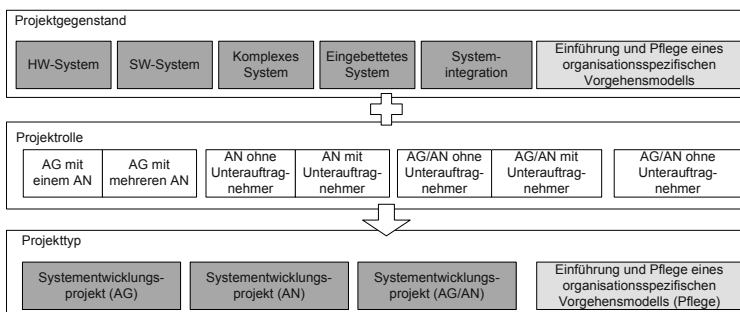 Projektgegenstand
HW-System
SW-System
Komplexes
System
Eingebettetes
System
System-
integration
Einführung und Pflege eines
organisationsspezifischen
Vorgehensmodells
Projektrolle
AG mit
einem AN
AG mit
mehreren AN
AN ohne
Unterauftrag-
nehmer
AN mit
Unterauftrag-
nehmer
AG/AN ohne
Unterauftrag-
nehmer
AG/AN mit
Unterauftrag-
nehmer
AG/AN ohne
Unterauftrag-
nehmer
Projekttyp
Systementwicklungs-
projekt (AG)
Systementwicklungs-
projekt (AN)
Systementwicklungs-
projekt (AG/AN)
Einführung und Pflege eines
organisationsspezifischen
Vorgehensmodells (Pflege)